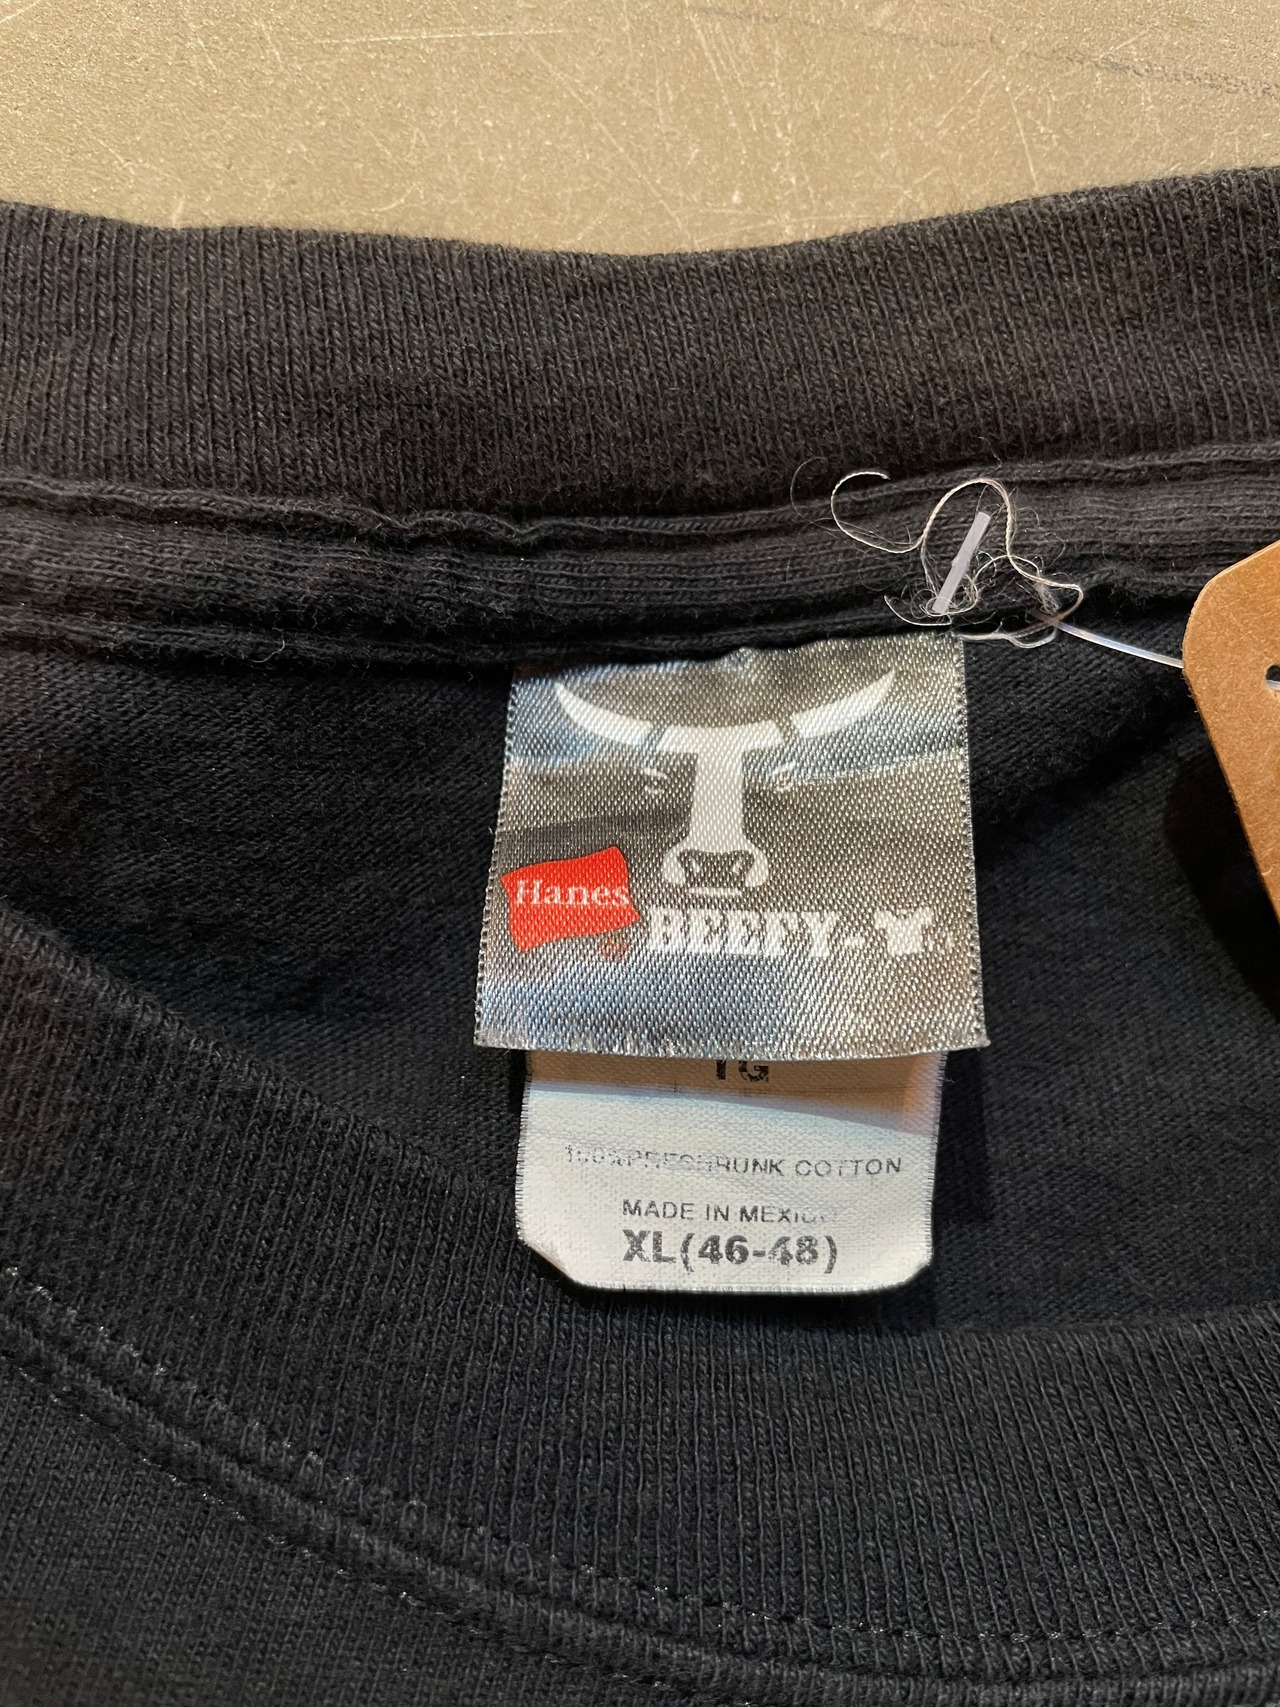 Hanes
BEEFY-T
TG
100% PRESHRUNK COTTON
MADE IN MEXICO
XL(46-48)